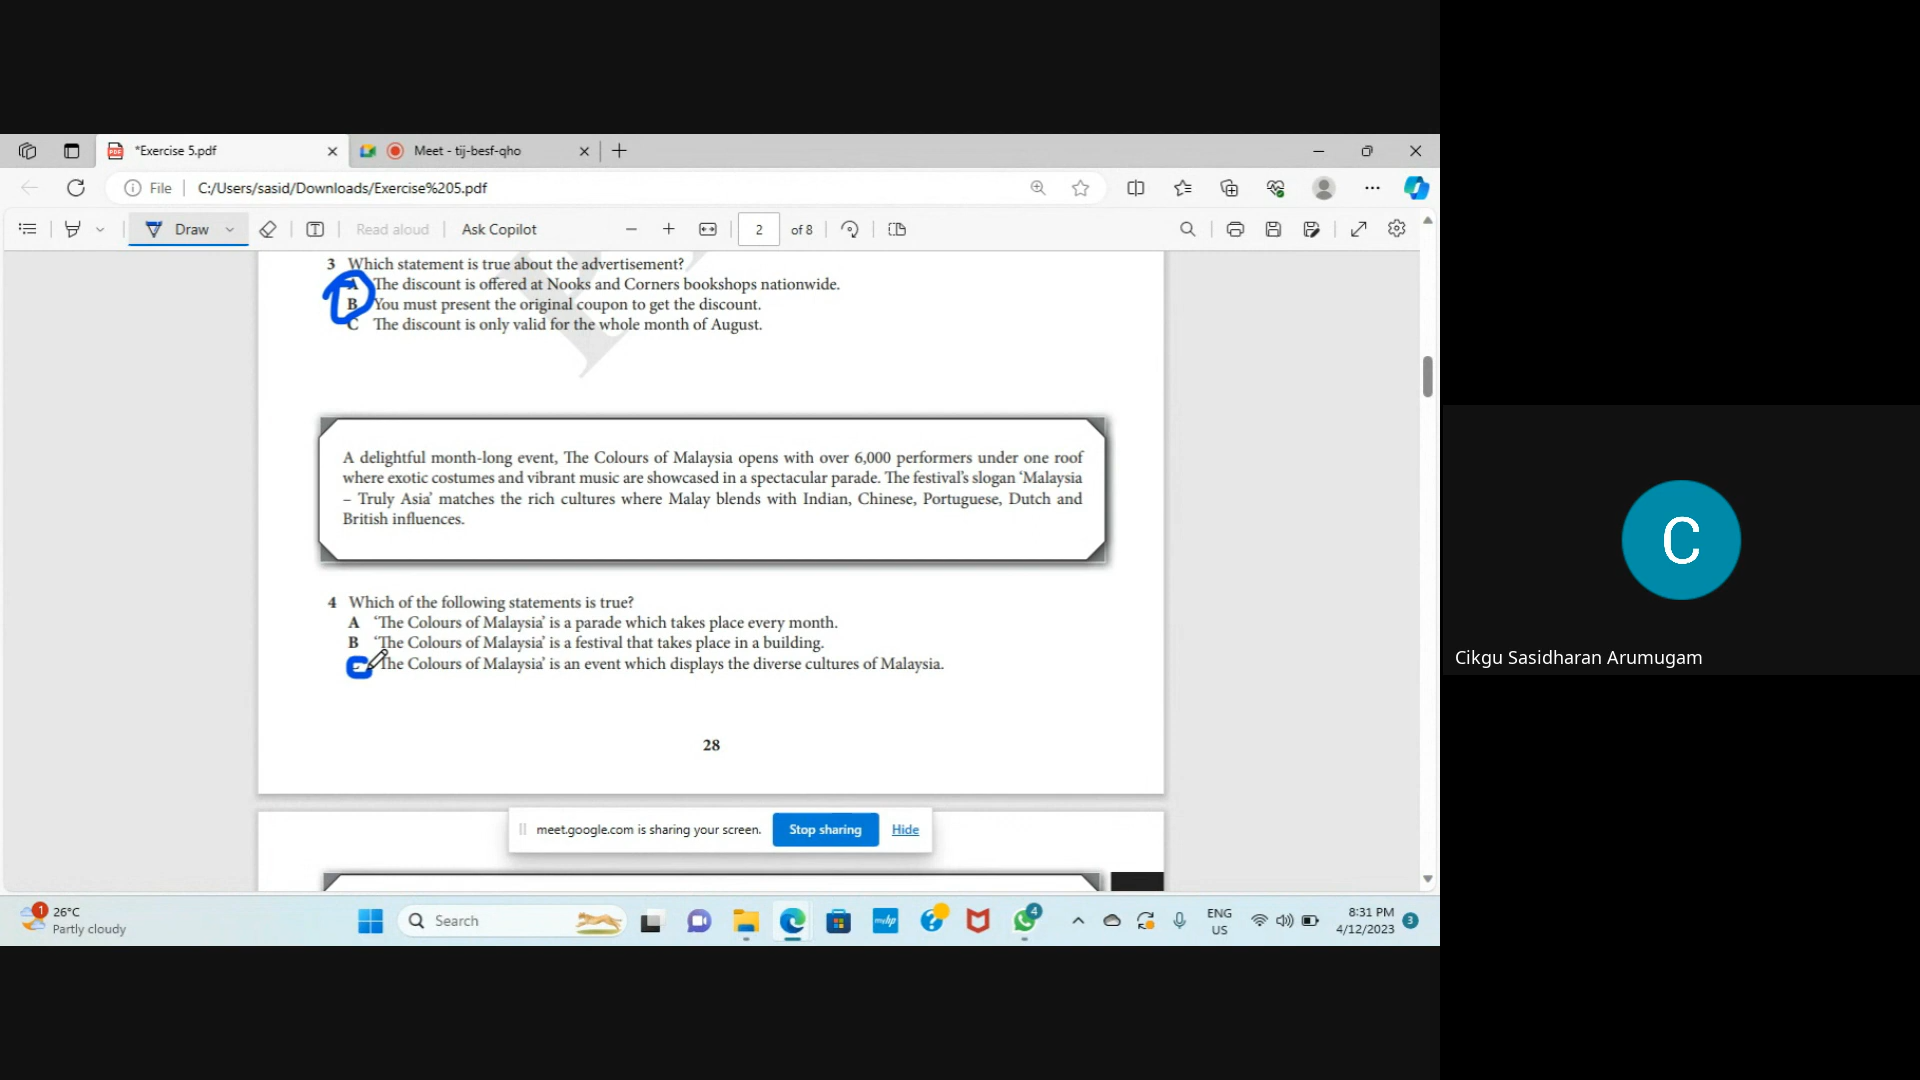 *Exercise 5.pdf
Meet - tij-besf-qho
File
C:/Users/sasid/Downloads/Exercise%205.pdf
Draw
Read aloud
Ask Copilot
2
of 8
3 Which statement is true about the advertisement?
A The discount is offered at Nooks and Corners bookshops nationwide.
B You must present the original coupon to get the discount.
C The discount is only valid for the whole month of August.
A delightful month-long event, The Colours of Malaysia opens with over 6,000 performers under one roof
where exotic costumes and vibrant music are showcased in a spectacular parade. The festival's slogan 'Malaysia
– Truly Asia' matches the rich cultures where Malay blends with Indian, Chinese, Portuguese, Dutch and
British influences.
4 Which of the following statements is true?
A 'The Colours of Malaysia' is a parade which takes place every month.
B 'The Colours of Malaysia' is a festival that takes place in a building.
The Colours of Malaysia' is an event which displays the diverse cultures of Malaysia.
28
meet.google.com is sharing your screen.
Stop sharing
Hide
C
Cikgu Sasidharan Arumugam
1
26°C
Partly cloudy
Search
myhp
4
ENG
US
8:31 PM
4/12/2023
3